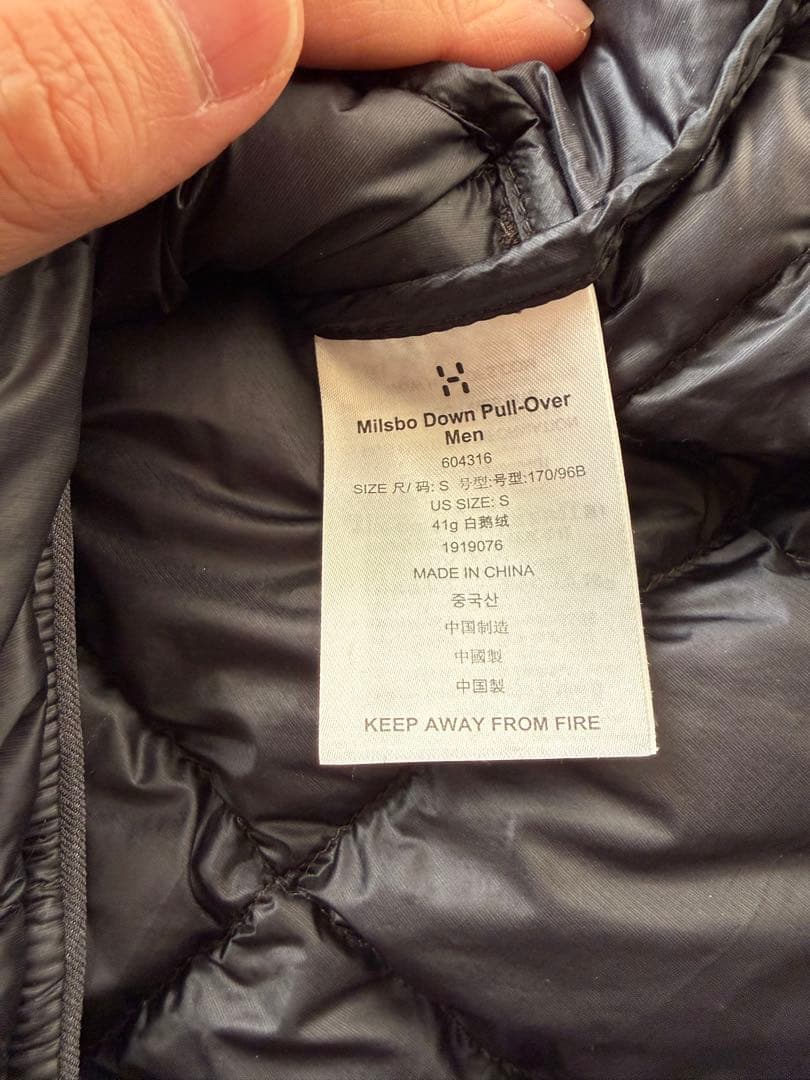 Milsbo Down Pull-Over
Men
604316
SIZE 尺/ 码: S 号型:号型:170/96B
US SIZE: S
41g 白鹅绒
1919076
MADE IN CHINA
중국산
中国制造
中國製
中国製
KEEP AWAY FROM FIRE